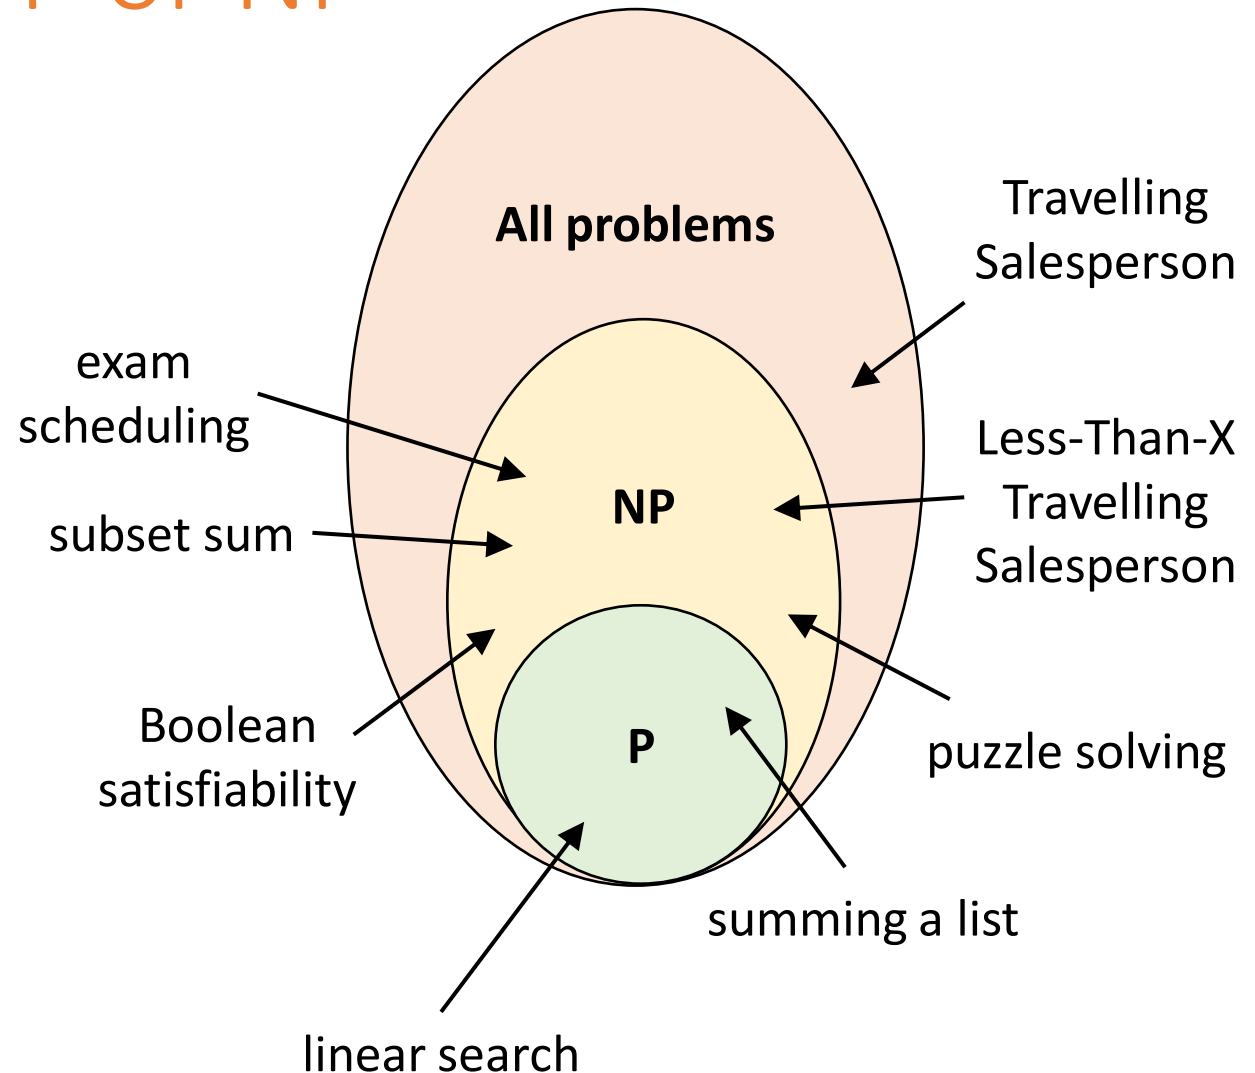 All problems
Travelling
Salesperson
exam
scheduling
Less-Than-X
Travelling
Salesperson
NP
subset sum
Boolean
satisfiability
P
puzzle solving
summing a list
linear search